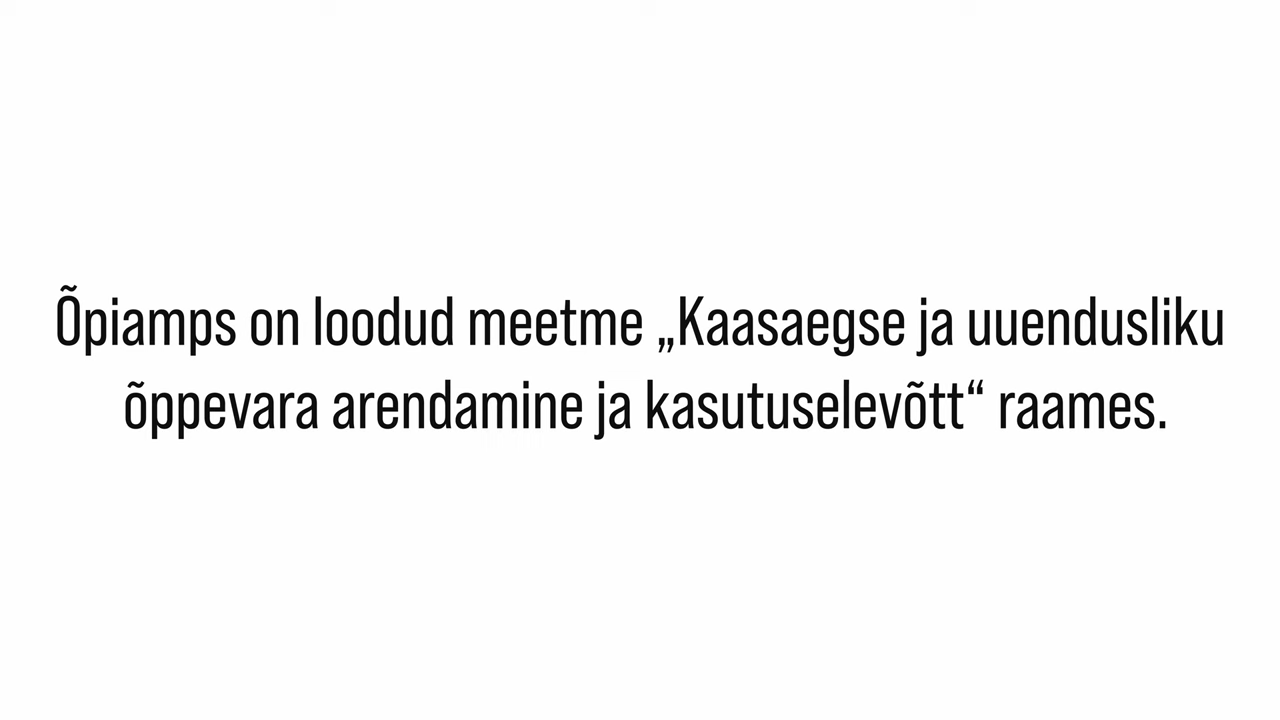 Õpiamps on loodud meetme „Kaasaegse ja uuendusliku
õppevara arendamine ja kasutuselevõtt“ raames.